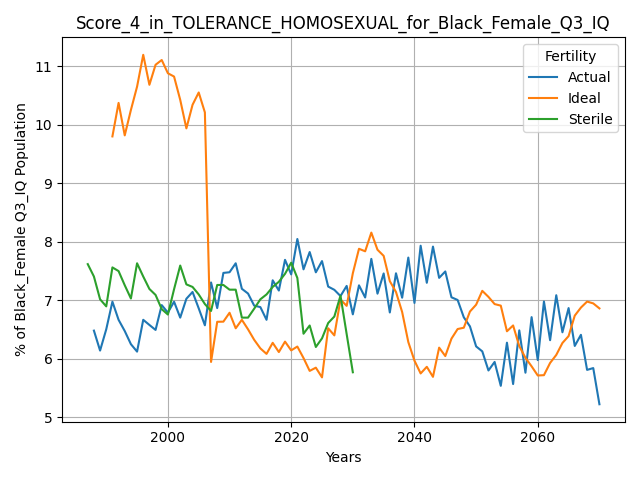 Score_4_in_TOLERANCE_HOMOSEXUAL_for_Black_Female_Q3_IQ
Fertility
Actual
Ideal
Sterile
% of Black_Female Q3_IQ Population
11
10
9
8
7
6
5
2000
2020
2040
2060
Years